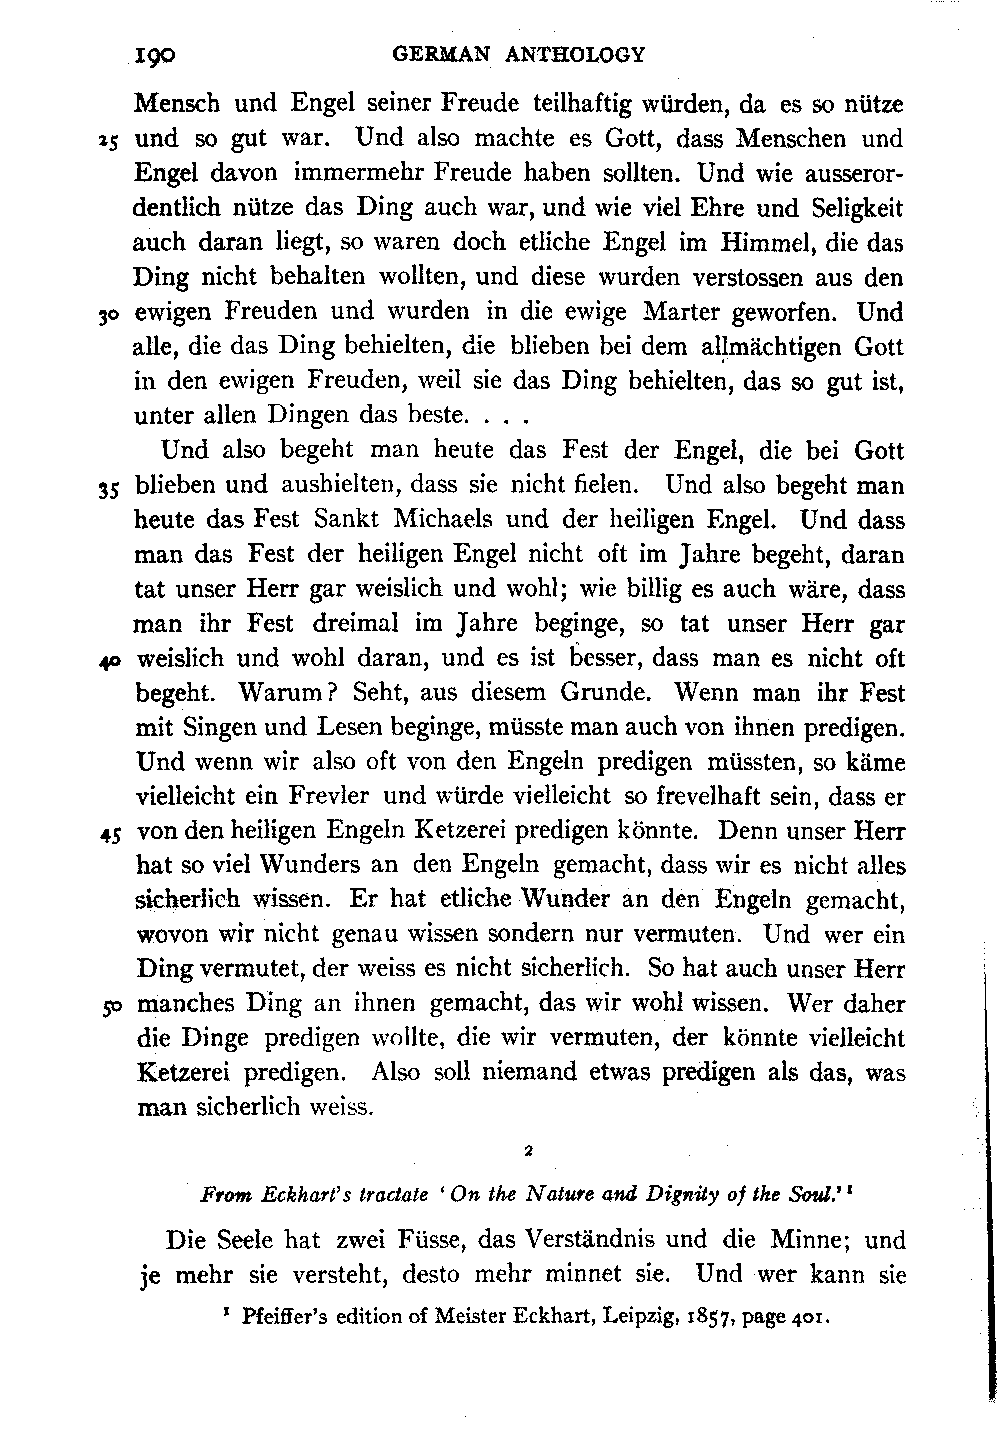 190 GERMAN ANTHOLOGY
Mensch und Engel seiner Freude teilhaftig würden, da es so nütze
25 und so gut war. Und also machte es Gott, dass Menschen und
Engel davon immermehr Freude haben sollten. Und wie ausseror-
dentlich nütze das Ding auch war, und wie viel Ehre und Seligkeit
auch daran liegt, so waren doch etliche Engel im Himmel, die das
Ding nicht behalten wollten, und diese wurden verstossen aus den
30 ewigen Freuden und wurden in die ewige Marter geworfen. Und
alle, die das Ding behielten, die blieben bei dem allmächtigen Gott
in den ewigen Freuden, weil sie das Ding behielten, das so gut ist,
unter allen Dingen das beste. . . .
Und also begeht man heute das Fest der Engel, die bei Gott
35 blieben und aushielten, dass sie nicht fielen. Und also begeht man
heute das Fest Sankt Michaels und der heiligen Engel. Und dass
man das Fest der heiligen Engel nicht oft im Jahre begeht, daran
tat unser Herr gar weislich und wohl; wie billig es auch wäre, dass
man ihr Fest dreimal im Jahre beginge, so tat unser Herr gar
40 weislich und wohl daran, und es ist besser, dass man es nicht oft
begeht. Warum? Seht, aus diesem Grunde. Wenn man ihr Fest
mit Singen und Lesen beginge, müsste man auch von ihnen predigen.
Und wenn wir also oft von den Engeln predigen müssten, so käme
vielleicht ein Frevler und würde vielleicht so frevelhaft sein, dass er
45 von den heiligen Engeln Ketzerei predigen könnte. Denn unser Herr
hat so viel Wunders an den Engeln gemacht, dass wir es nicht alles
sicherlich wissen. Er hat etliche Wunder an den Engeln gemacht,
wovon wir nicht genau wissen sondern nur vermuten. Und wer ein
Ding vermutet, der weiss es nicht sicherlich. So hat auch unser Herr
50 manches Ding an ihnen gemacht, das wir wohl wissen. Wer daher
die Dinge predigen wollte, die wir vermuten, der könnte vielleicht
Ketzerei predigen. Also soll niemand etwas predigen als das, was
man sicherlich weiss.
2
From Eckhart's tractate 'On the Nature and Dignity of the Soul.'¹
Die Seele hat zwei Füsse, das Verständnis und die Minne; und
je mehr sie versteht, desto mehr minnet sie. Und wer kann sie
¹ Pfeiffer's edition of Meister Eckhart, Leipzig, 1857, page 401.